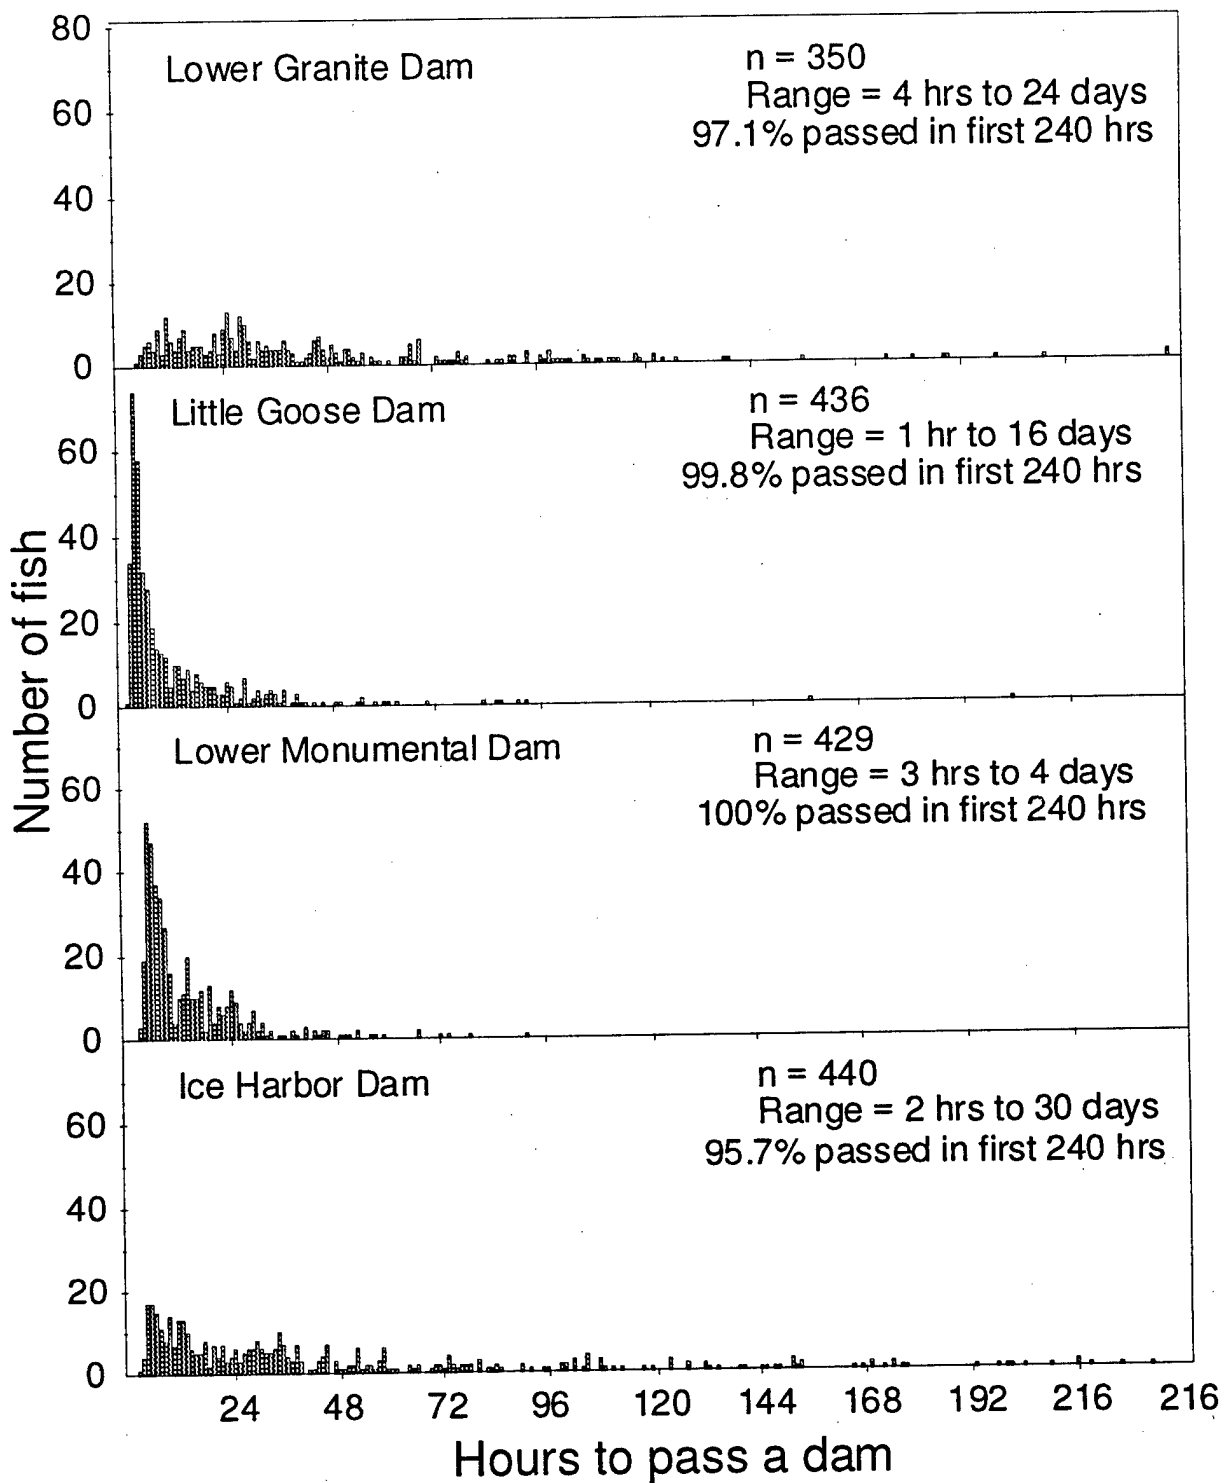 80
Lower Granite Dam
n = 350
Range = 4 hrs to 24 days
60
97.1% passed in first 240 hrs
40
20
0
Little Goose Dam
n = 436
Range = 1 hr to 16 days
60
99.8% passed in first 240 hrs
40
20
0
Lower Monumental Dam
n = 429
Range = 3 hrs to 4 days
60
100% passed in first 240 hrs
40
20
0
Ice Harbor Dam
n = 440
Range = 2 hrs to 30 days
60
95.7% passed in first 240 hrs
40
20
0
Number of fish
24 48 72 96 120 144 168 192 216 216
Hours to pass a dam